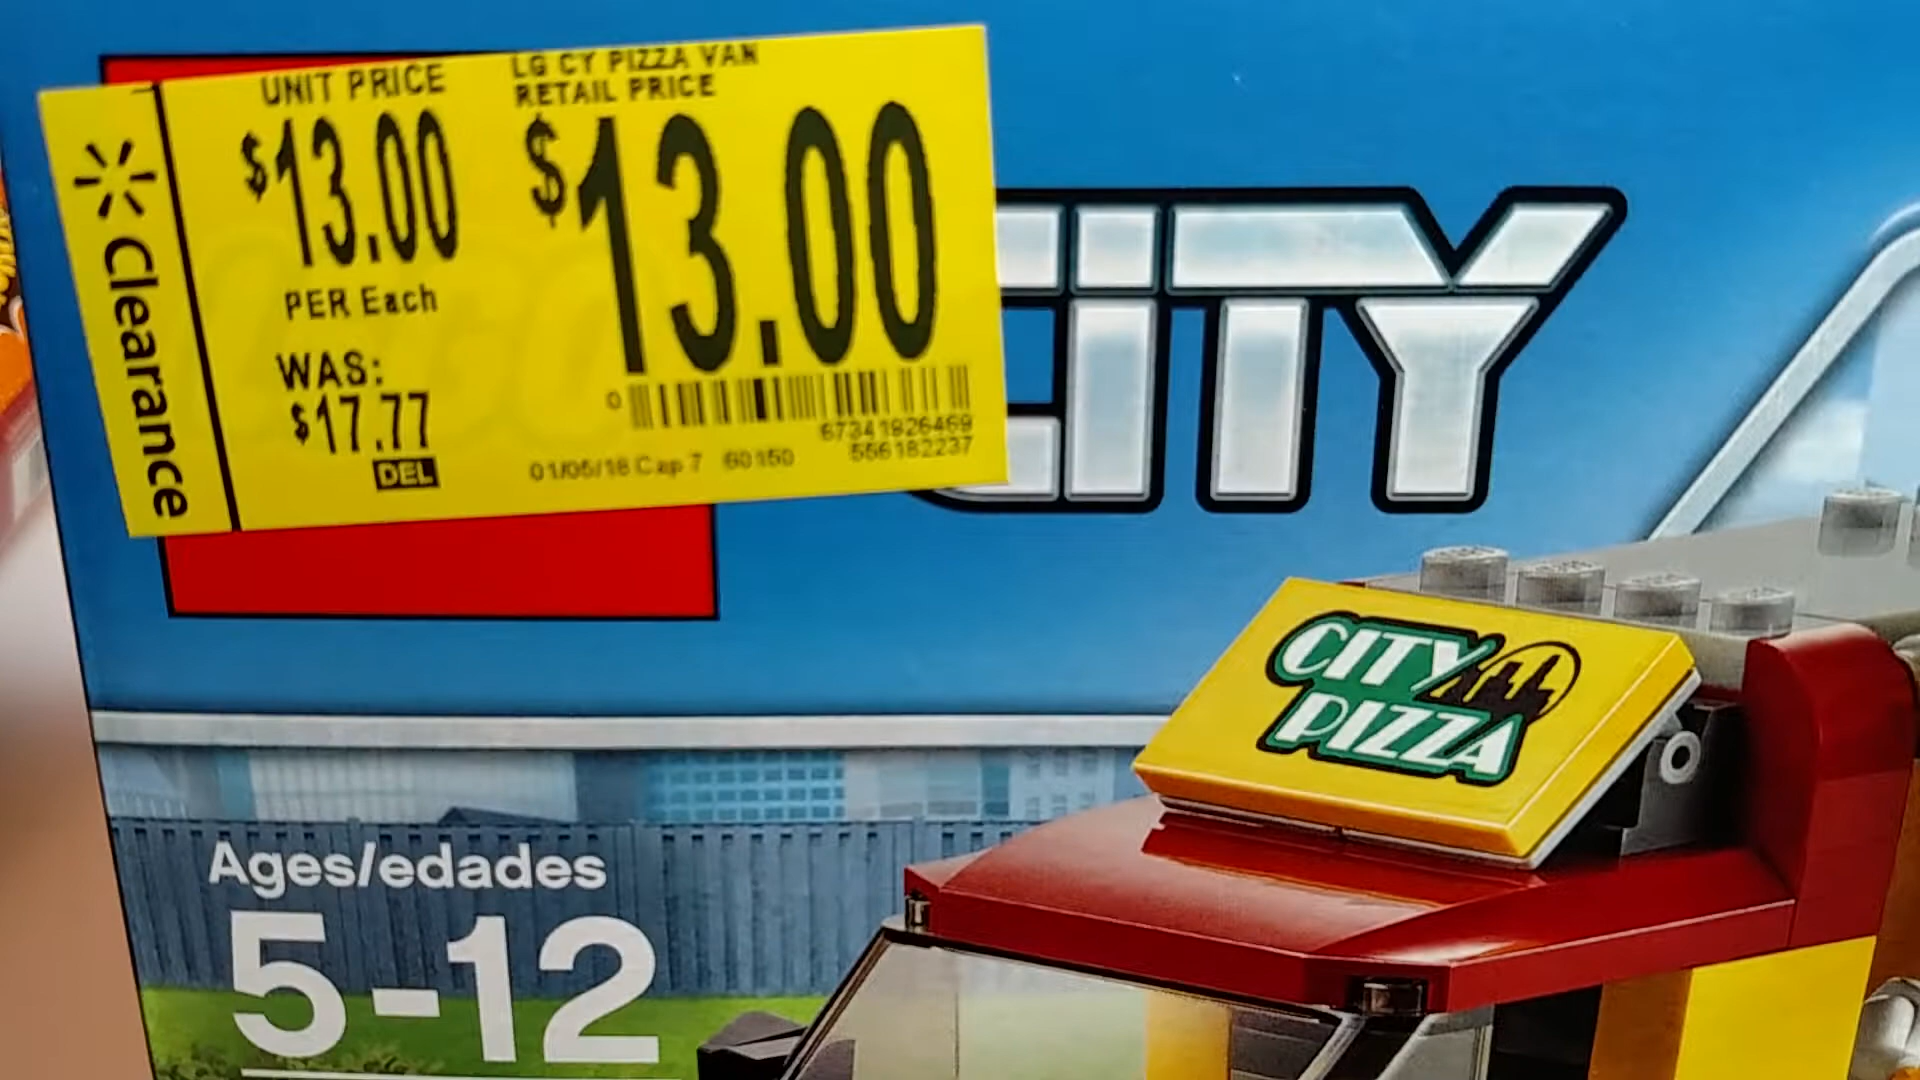 Clearance
UNIT PRICE
$13.00
PER Each
WAS:
$17.77
DEL
LG CY PIZZA VAN
RETAIL PRICE
$13.00
0
67341926469
01/05/18 Cap 7 60150 556182237
CITY
CITY
PIZZA
Ages/edades
5-12